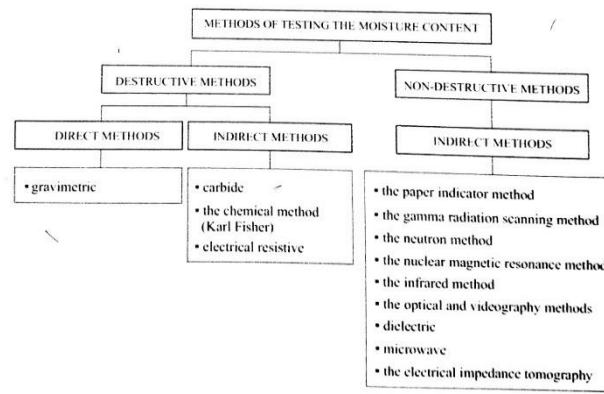 METHODS OF TESTING THE MOISTURE CONTENT
DESTRUCTIVE METHODS
NON-DESTRUCTIVE METHODS
DIRECT METHODS
INDIRECT METHODS
INDIRECT METHODS
▪ gravimetric
▪ carbide
▪ the chemical method
(Karl Fisher)
▪ electrical resistive
▪ the paper indicator method
▪ the gamma radiation scanning method
▪ the neutron method
▪ the nuclear magnetic resonance method
▪ the infrared method
▪ the optical and videography methods
▪ dielectric
▪ microwave
▪ the electrical impedance tomography